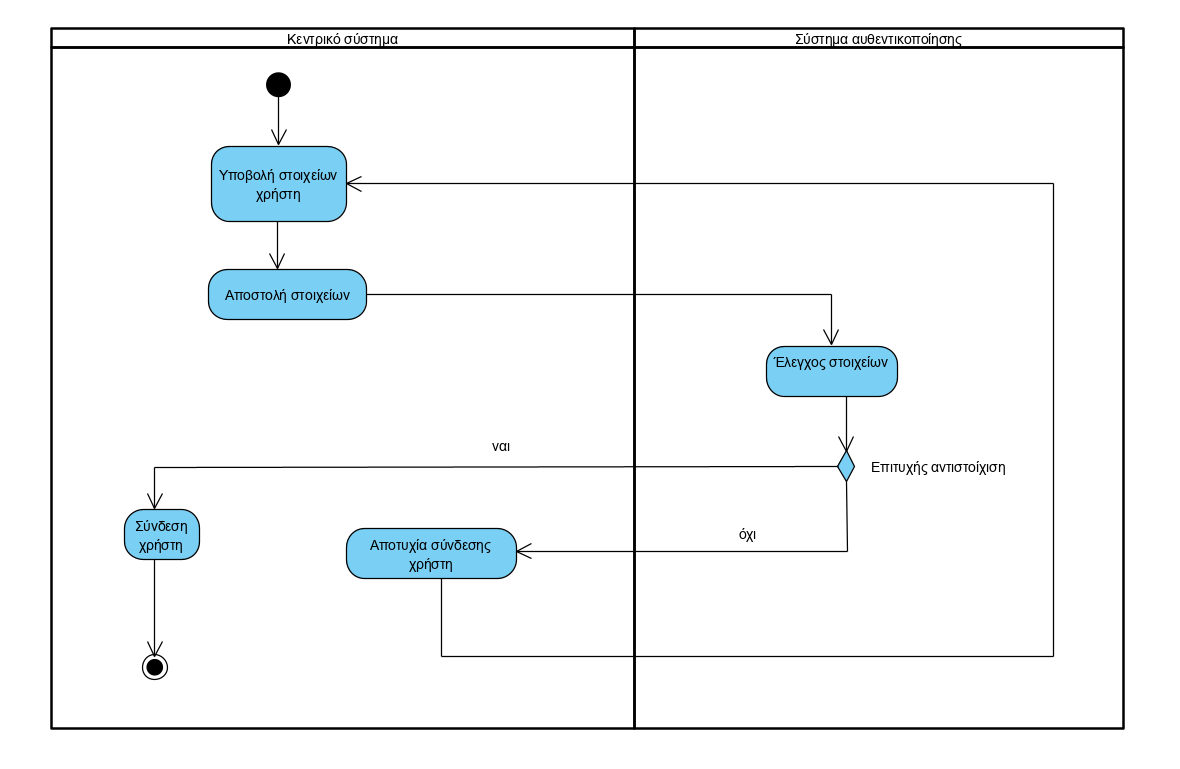 Κεντρικό σύστημα
Σύστημα αυθεντικοποίησης
Υποβολή στοιχείων
χρήστη
Αποστολή στοιχείων
Έλεγχος στοιχείων
ναι
Επιτυχής αντιστοίχιση
Σύνδεση
χρήστη
όχι
Αποτυχία σύνδεσης
χρήστη